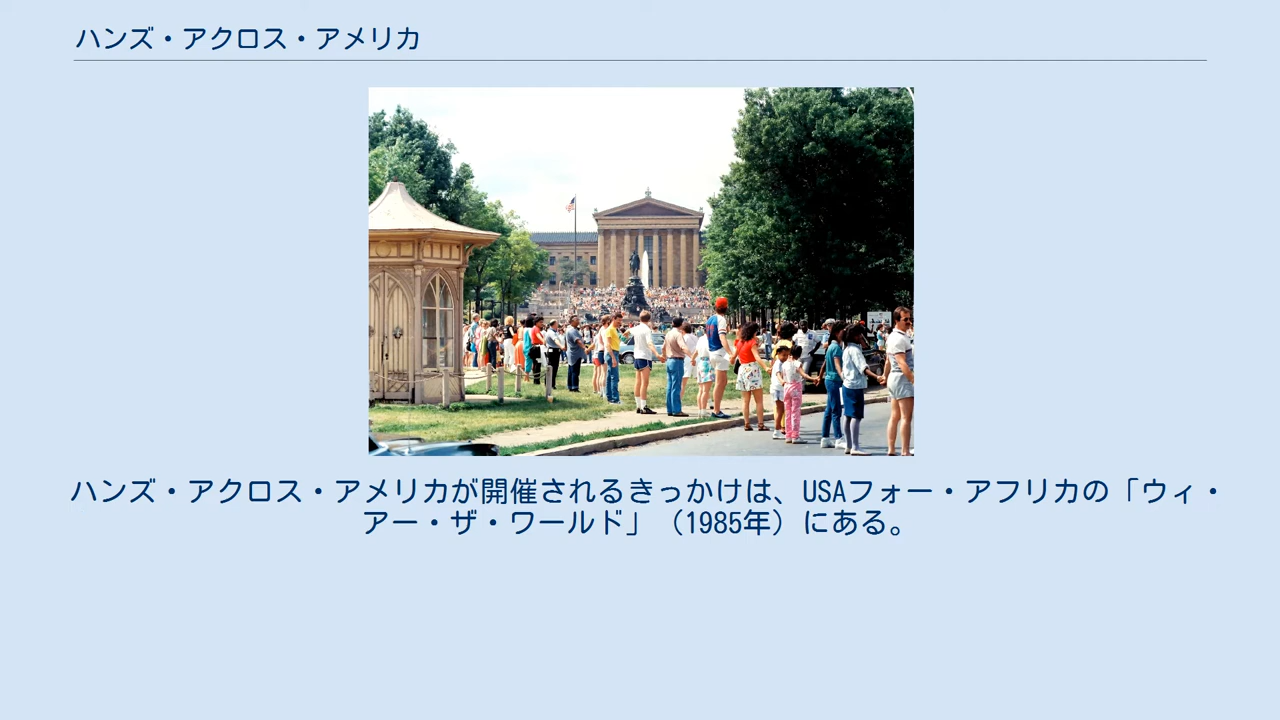 ハンズ・アクロス・アメリカ
ハンズ・アクロス・アメリカが開催されるきっかけは、USAフォー・アフリカの「ウィ・
アー・ザ・ワールド」（1985年）にある。